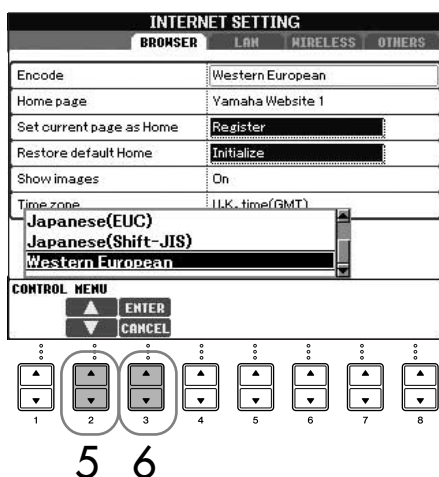 INTERNET SETTING
BROWSER LAN WIRELESS OTHERS
Encode Western European
Home page Yamaha Website 1
Set current page as Home Register
Restore default Home Initialize
Show images On
Time zone U.K. time(GMT)
Japanese(EUC)
Japanese(Shift-JIS)
Western European
CONTROL MENU
ENTER
CANCEL
1 2 3 4 5 6 7 8
5 6